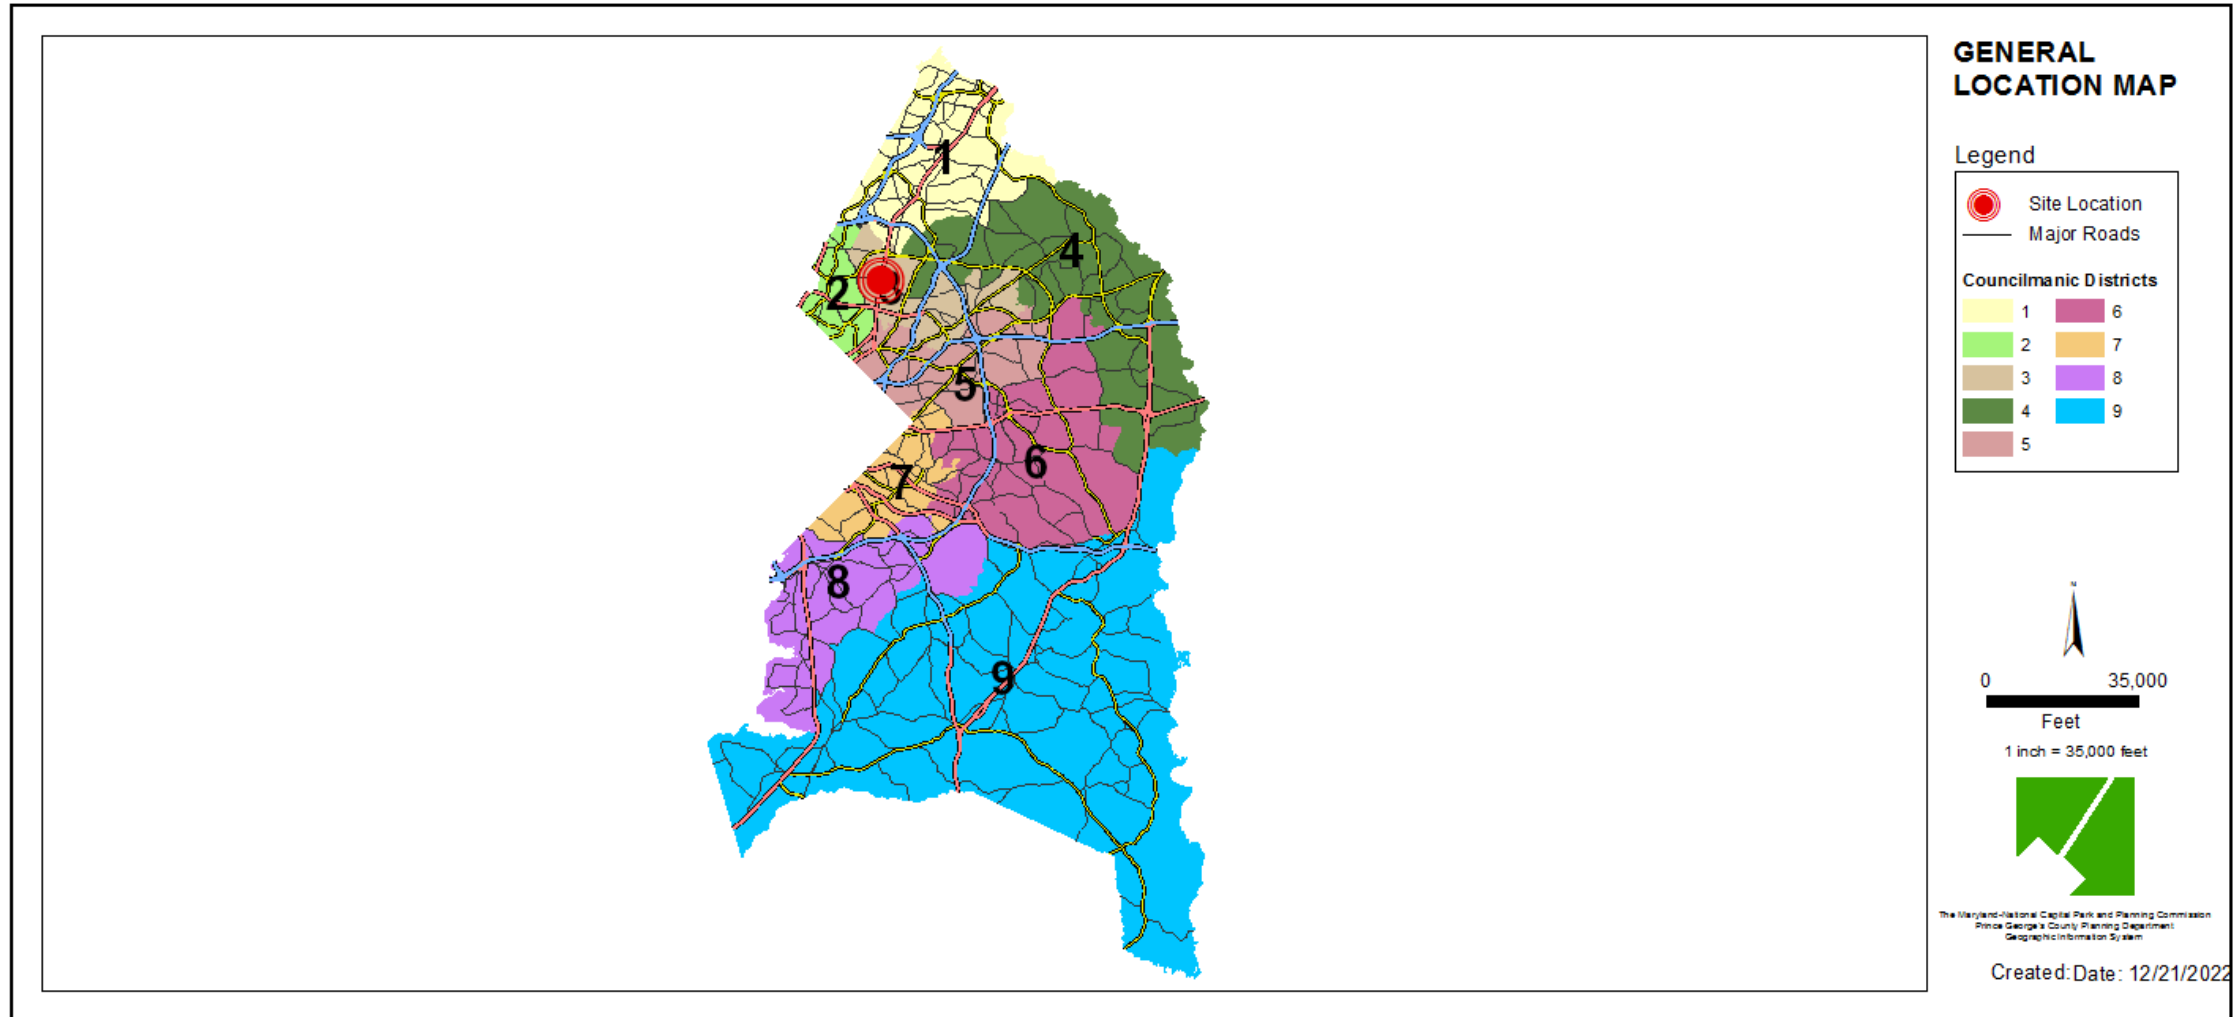 GENERAL
LOCATION MAP
Legend
Site Location
Major Roads
Councilmanic Districts
1 6
2 7
3 8
4 9
5
1
4
2 3
5
6
7
8
9
N
0 35,000
Feet
1 inch = 35,000 feet
The Maryland-National Capital Park and Planning Commission
Prince George's County Planning Department
Geographic Information System
Created: Date: 12/21/2022